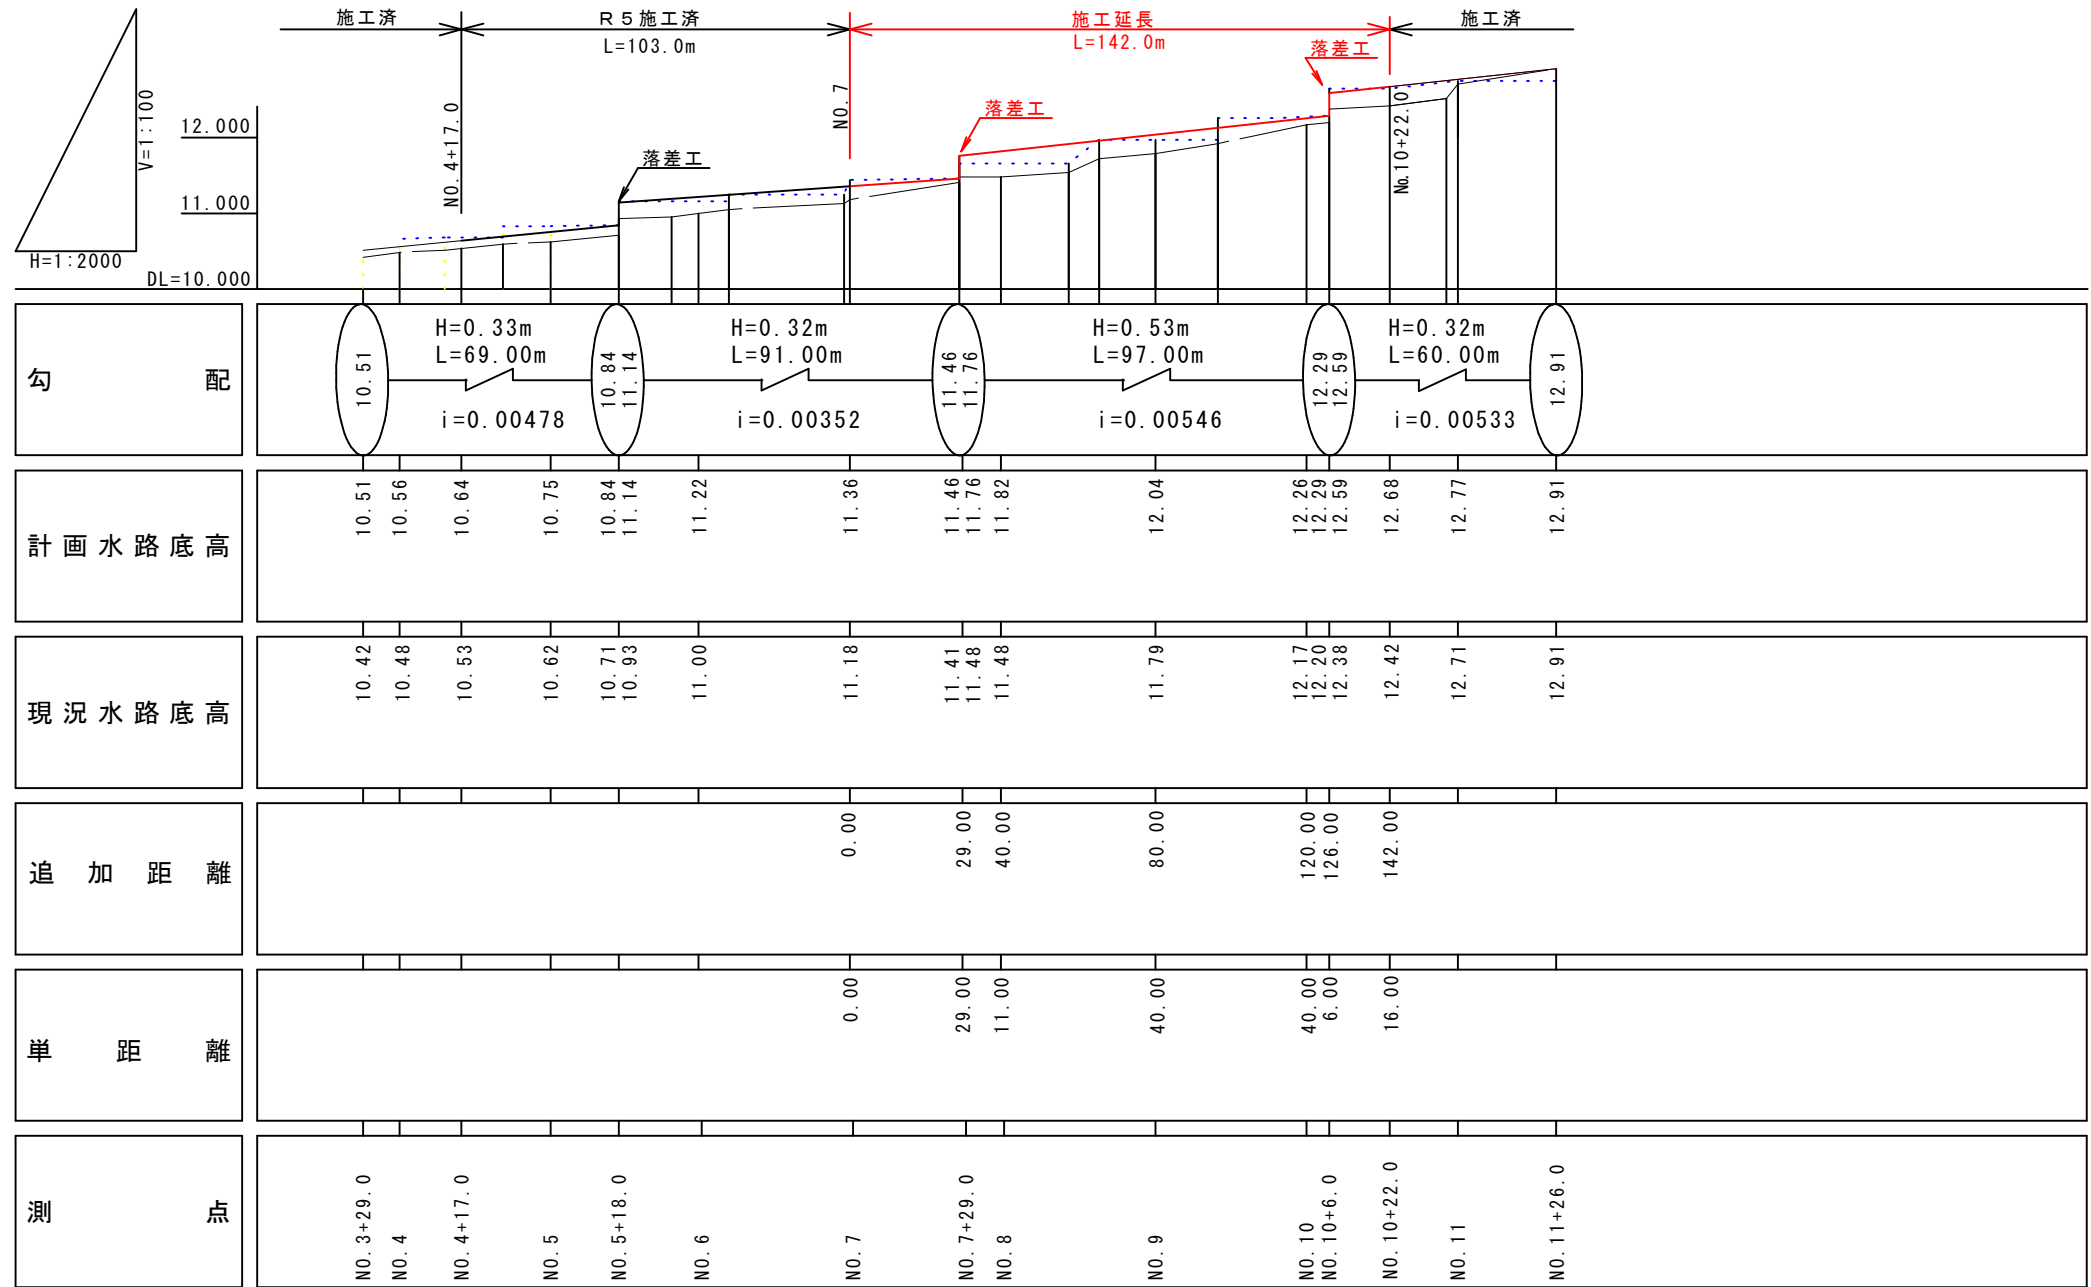 施工済
R5施工済
L=103.0m
施工延長
L=142.0m
施工済
落差工
落差工
落差工
V=1:100
H=1:2000
12.000
11.000
DL=10.000
NO.4+17.0
NO.7
No.10+22.0
勾配
10.51
H=0.33m
L=69.00m
i=0.00478
10.84
11.14
H=0.32m
L=91.00m
i=0.00352
11.46
11.76
H=0.53m
L=97.00m
i=0.00546
12.29
12.59
H=0.32m
L=60.00m
i=0.00533
12.91
計画水路底高
10.51
10.56
10.64
10.75
10.84
11.14
11.22
11.36
11.46
11.76
11.82
12.04
12.26
12.29
12.59
12.68
12.77
12.91
現況水路底高
10.42
10.48
10.53
10.62
10.71
10.93
11.00
11.18
11.41
11.48
11.48
11.79
12.17
12.20
12.38
12.42
12.71
12.91
追加距離
0.00
29.00
40.00
80.00
120.00
126.00
142.00
単距離
0.00
29.00
11.00
40.00
40.00
6.00
16.00
測点
NO.3+29.0
NO.4
NO.4+17.0
NO.5
NO.5+18.0
NO.6
NO.7
NO.7+29.0
NO.8
NO.9
NO.10
NO.10+6.0
NO.10+22.0
NO.11
NO.11+26.0